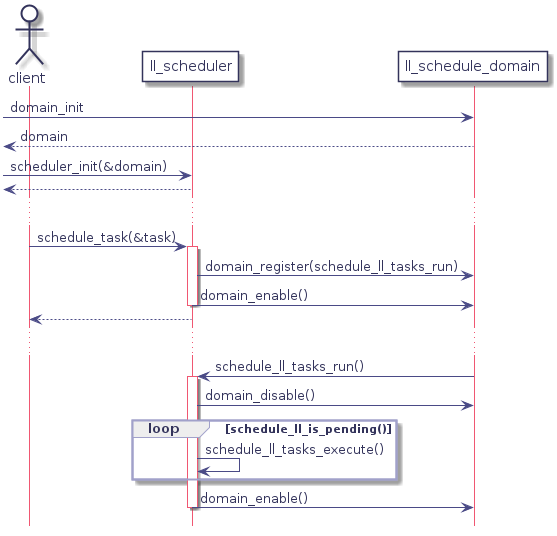 client
ll_scheduler
ll_schedule_domain
domain_init
domain
scheduler_init(&domain)
schedule_task(&task)
domain_register(schedule_ll_tasks_run)
domain_enable()
schedule_ll_tasks_run()
domain_disable()
loop [schedule_ll_is_pending()]
schedule_ll_tasks_execute()
domain_enable()